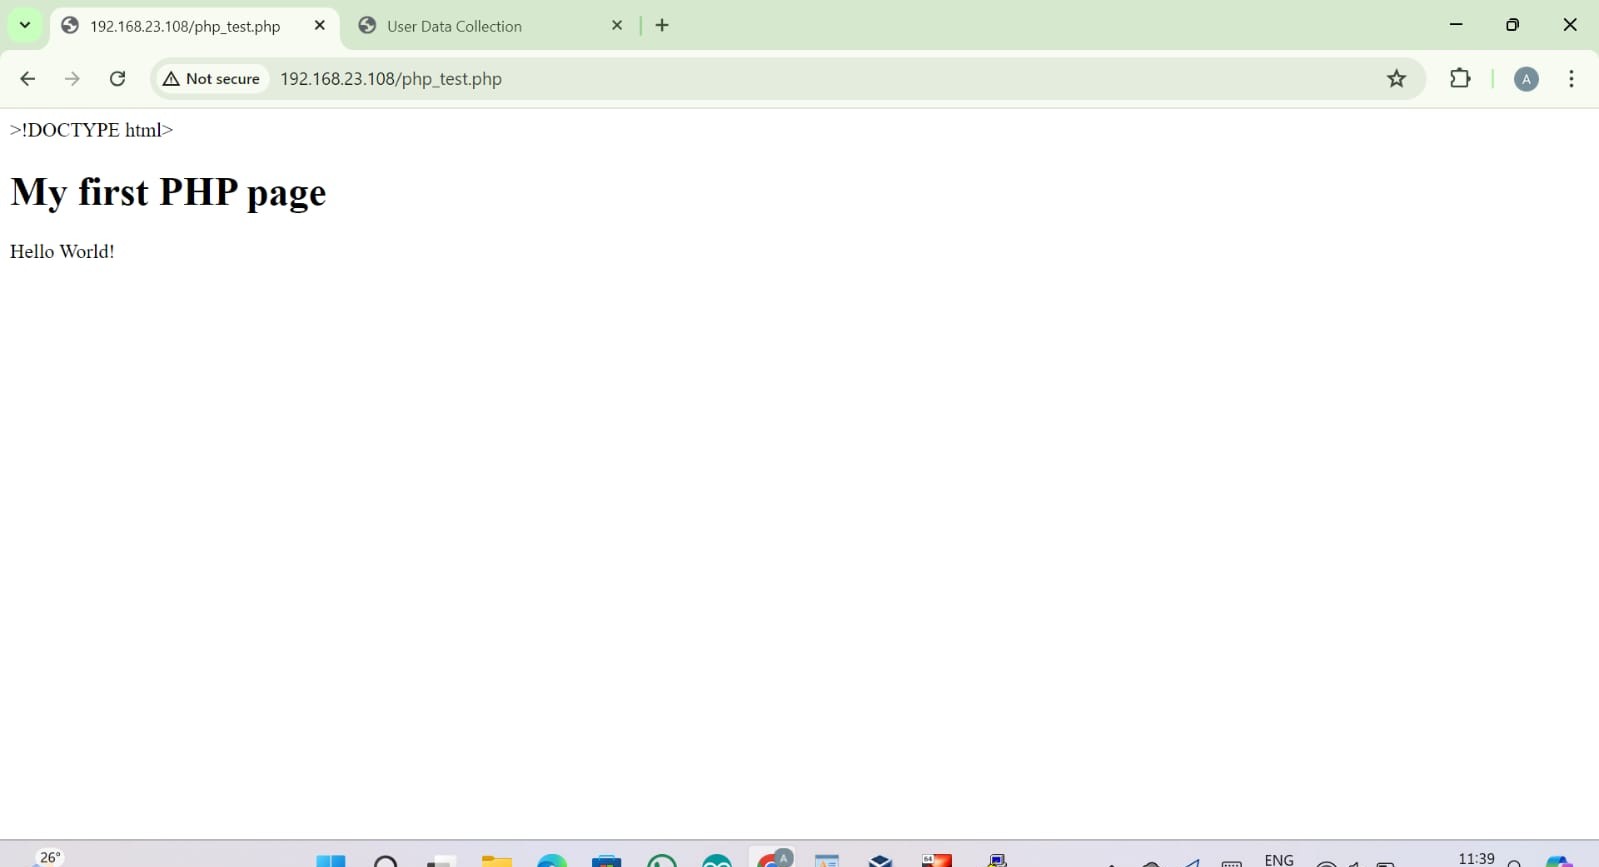 192.168.23.108/php_test.php
User Data Collection
Not secure
192.168.23.108/php_test.php
A
>!DOCTYPE html>
My first PHP page
Hello World!
26°
A
64
ENG
11:39